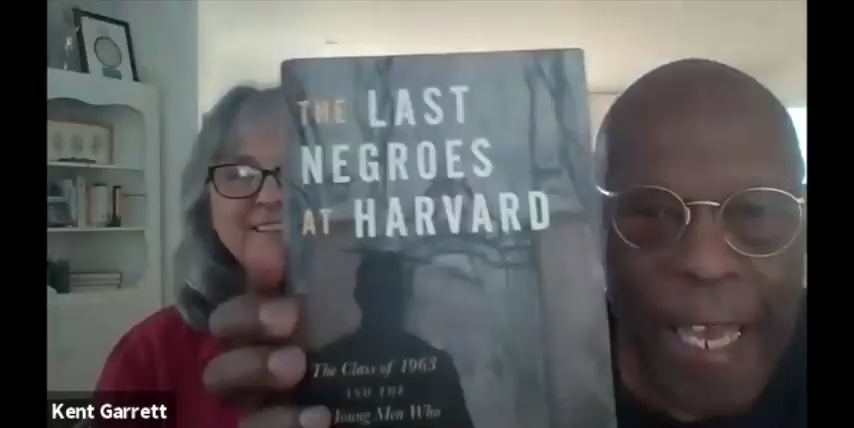 THE LAST
NEGROES
AT HARVARD
The Class of 1963
AND THE
Young Men Who
Kent Garrett